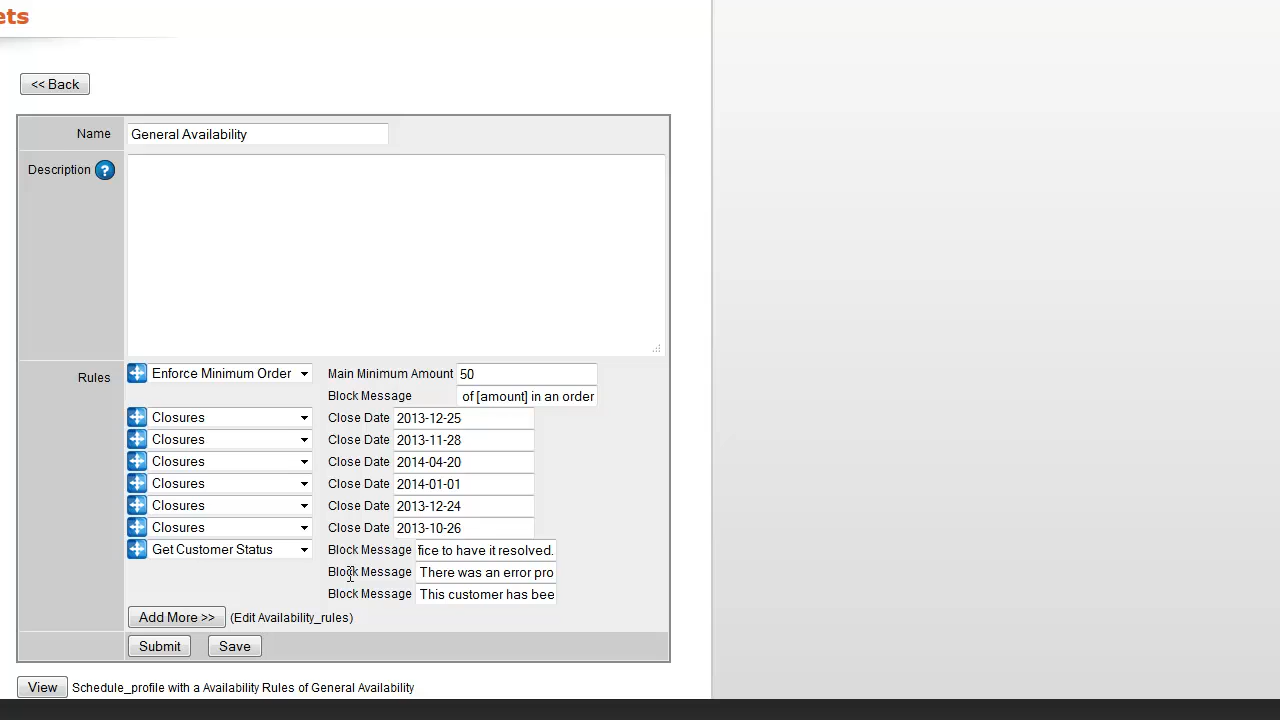 ets
<< Back
Name General Availability
Description ?
Rules Enforce Minimum Order Main Minimum Amount 50
Block Message of [amount] in an order
Closures Close Date 2013-12-25
Closures Close Date 2013-11-28
Closures Close Date 2014-04-20
Closures Close Date 2014-01-01
Closures Close Date 2013-12-24
Closures Close Date 2013-10-26
Get Customer Status Block Message fice to have it resolved.
Block Message There was an error pro
Block Message This customer has bee
Add More >> (Edit Availability_rules)
Submit Save
View Schedule_profile with a Availability Rules of General Availability